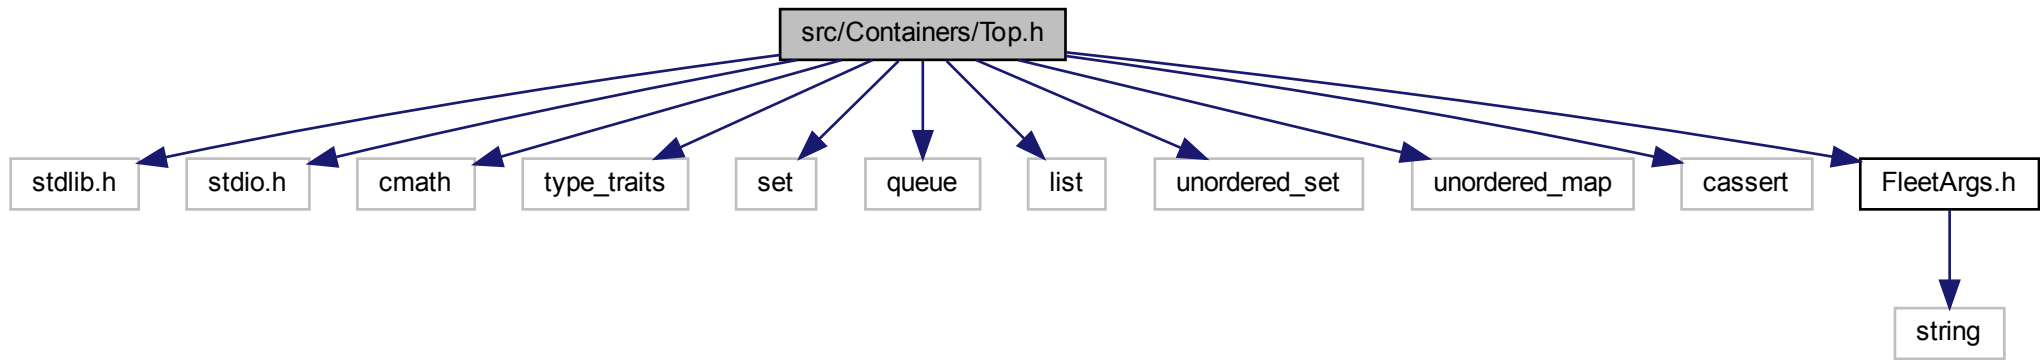 src/Containers/Top.h
stdlib.h
stdio.h
cmath
type_traits
set
queue
list
unordered_set
unordered_map
cassert
FleetArgs.h
string